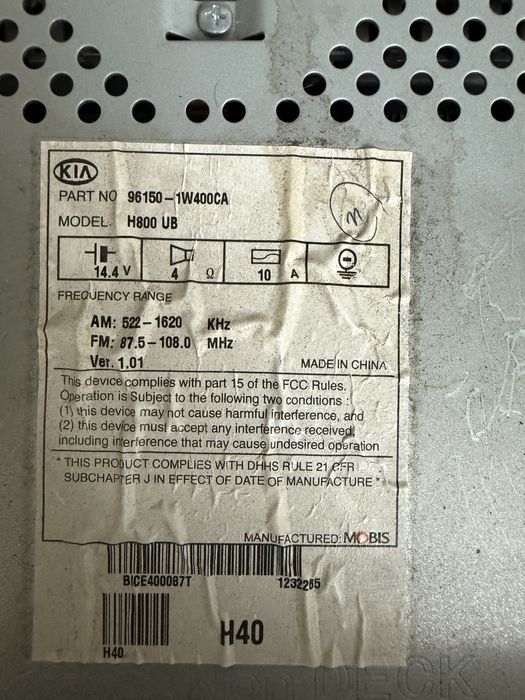 KIA
PART NO 96150-1W400CA
MODEL. H800 UB
14.4 V 4 Ω 10 A
FREQUENCY RANGE
AM: 522-1620 KHz
FM: 87.5-108.0 MHz
Ver. 1.01
MADE IN CHINA
This device complies with part 15 of the FCC Rules.
Operation is Subject to the following two conditions :
(1) this device may not cause harmful interference, and
(2) this device must accept any interference received,
including interference that may cause undesired operation
" THIS PRODUCT COMPLIES WITH DHHS RULE 21 CFR
SUBCHAPTER J IN EFFECT OF DATE OF MANUFACTURE "
MANUFACTURED: MOBIS
BICE400087T 1232265
H40
H40
DECK